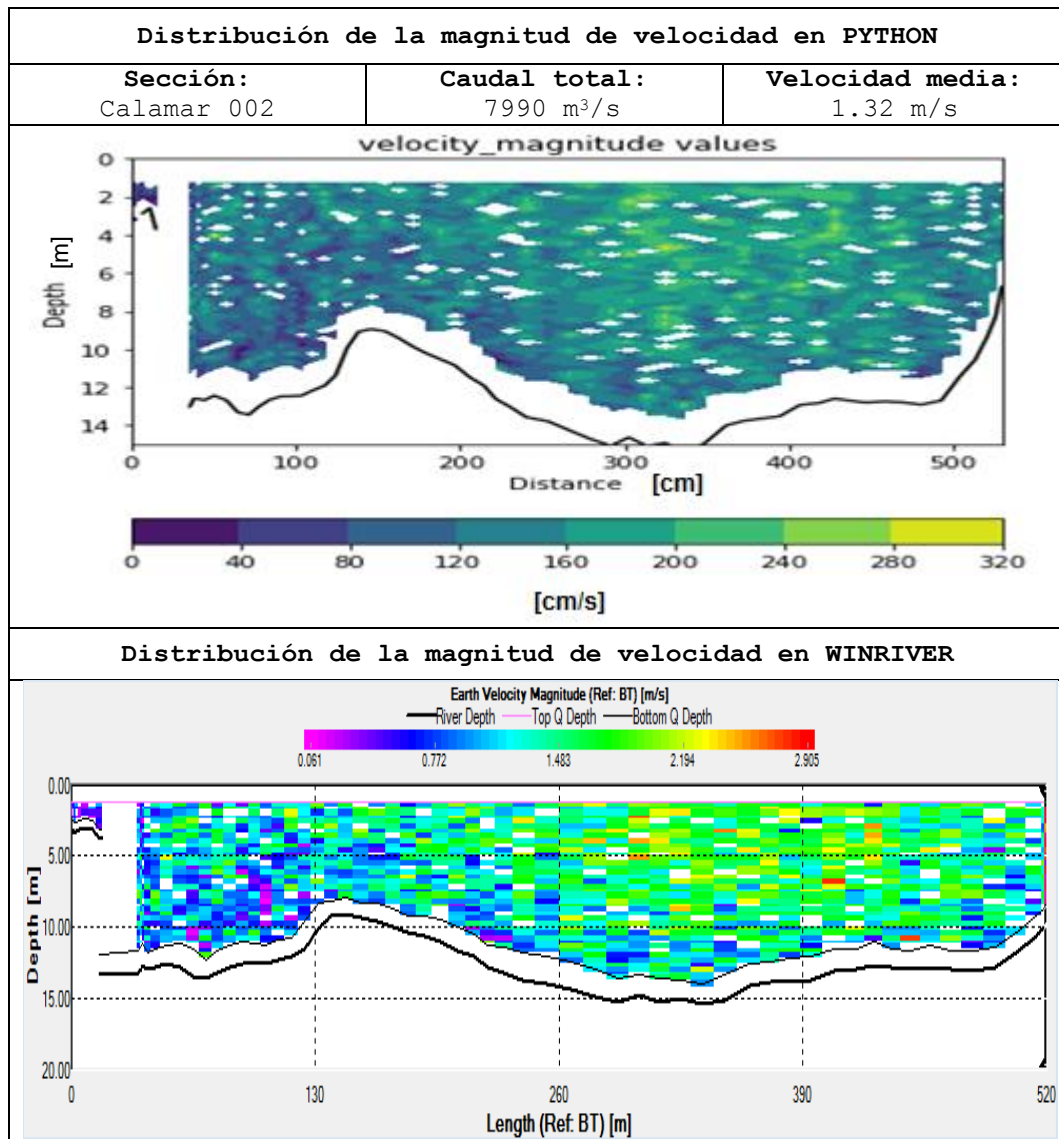 Distribución de la magnitud de velocidad en PYTHON
Sección: Caudal total: Velocidad media:
Calamar 002 7990 m³/s 1.32 m/s
velocity_magnitude values
0
2
4
6
8
10
12
14
Depth [m]
0 100 200 300 400 500
Distance [cm]
0 40 80 120 160 200 240 280 320
[cm/s]
Distribución de la magnitud de velocidad en WINRIVER
Earth Velocity Magnitude (Ref: BT) [m/s]
River Depth Top Q Depth Bottom Q Depth
0.061 0.772 1.483 2.194 2.905
0.00
5.00
10.00
15.00
20.00
Depth [m]
0 130 260 390 520
Length (Ref: BT) [m]